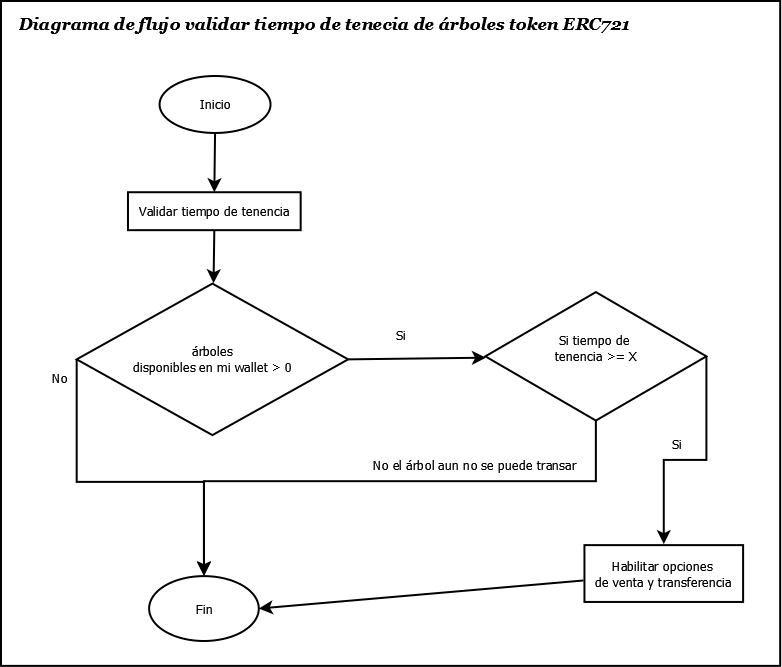 Diagrama de flujo validar tiempo de tenecia de árboles token ERC721
Inicio
Validar tiempo de tenencia
árboles
disponibles en mi wallet > 0
Si
Si tiempo de
tenencia >= X
No
Si
No el árbol aun no se puede transar
Habilitar opciones
de venta y transferencia
Fin